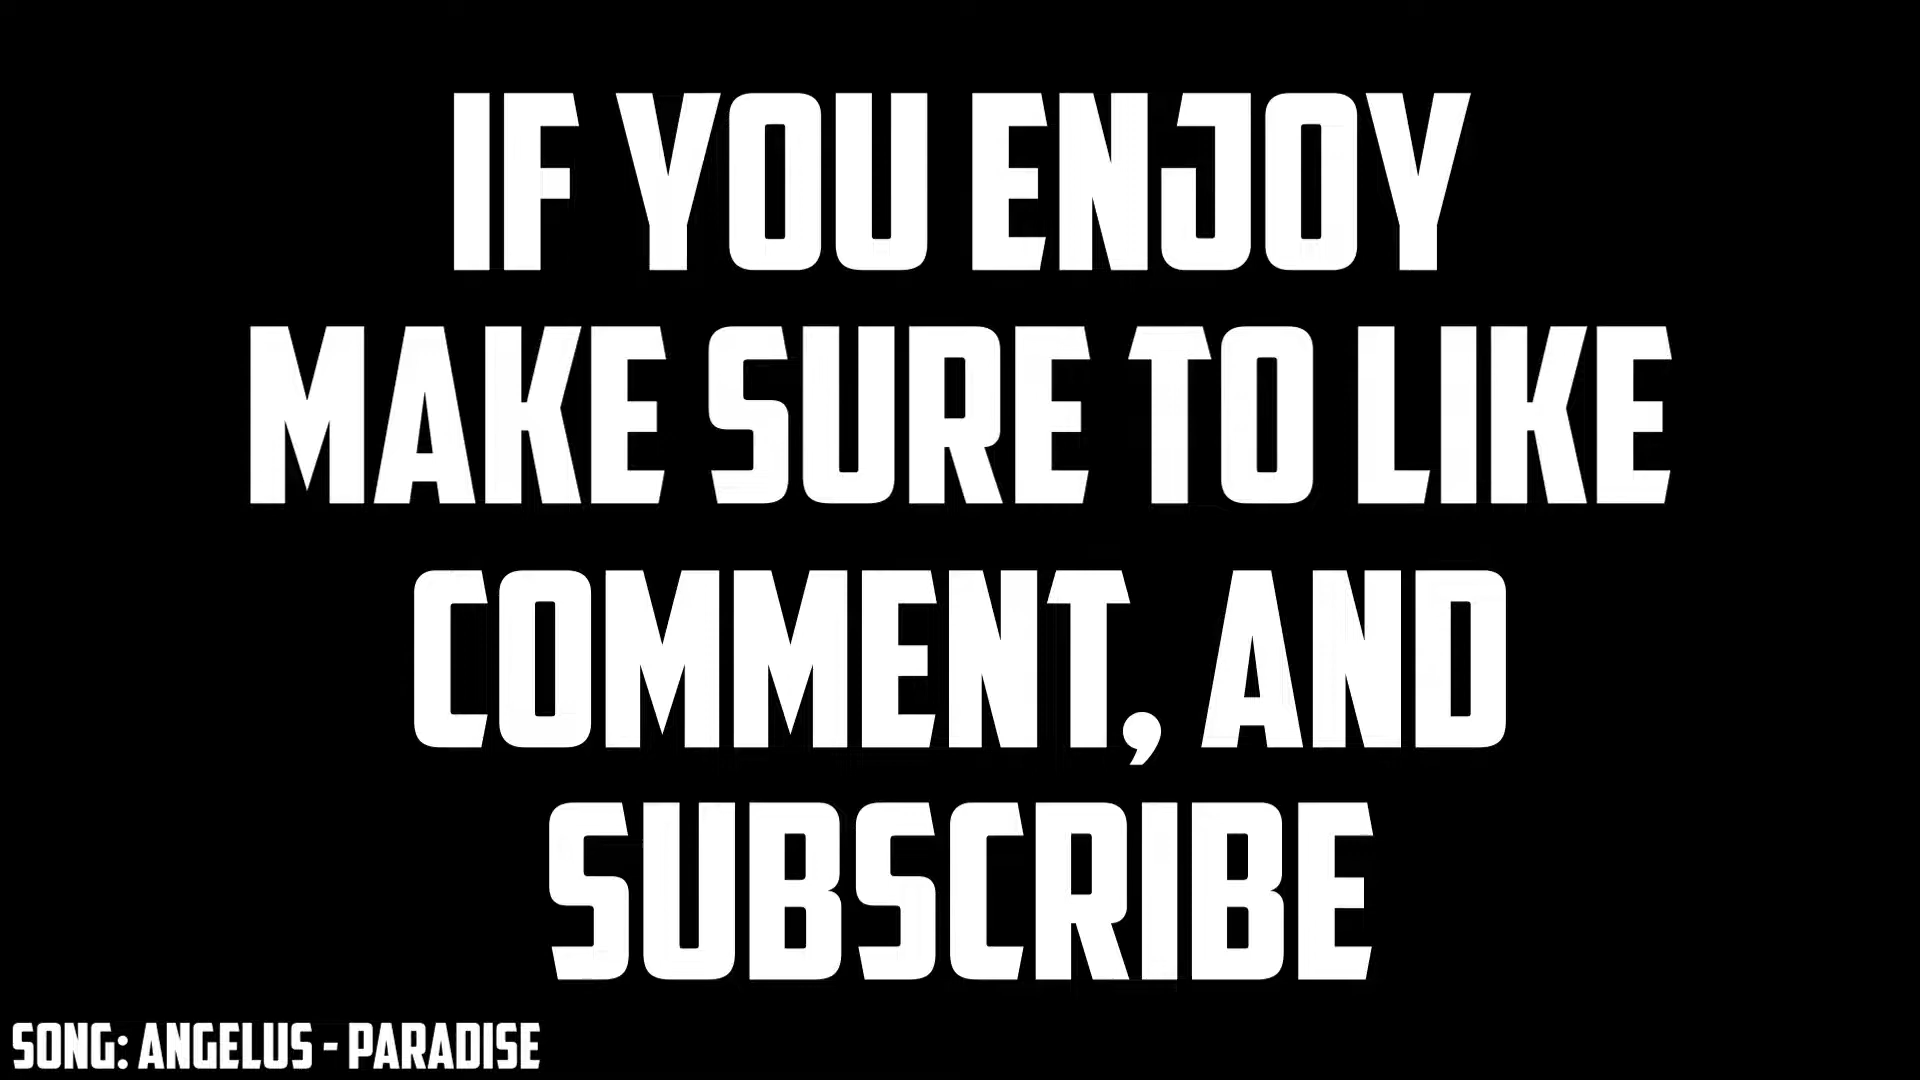 IF YOU ENJOY
MAKE SURE TO LIKE
COMMENT, AND
SUBSCRIBE
SONG: ANGELUS - PARADISE